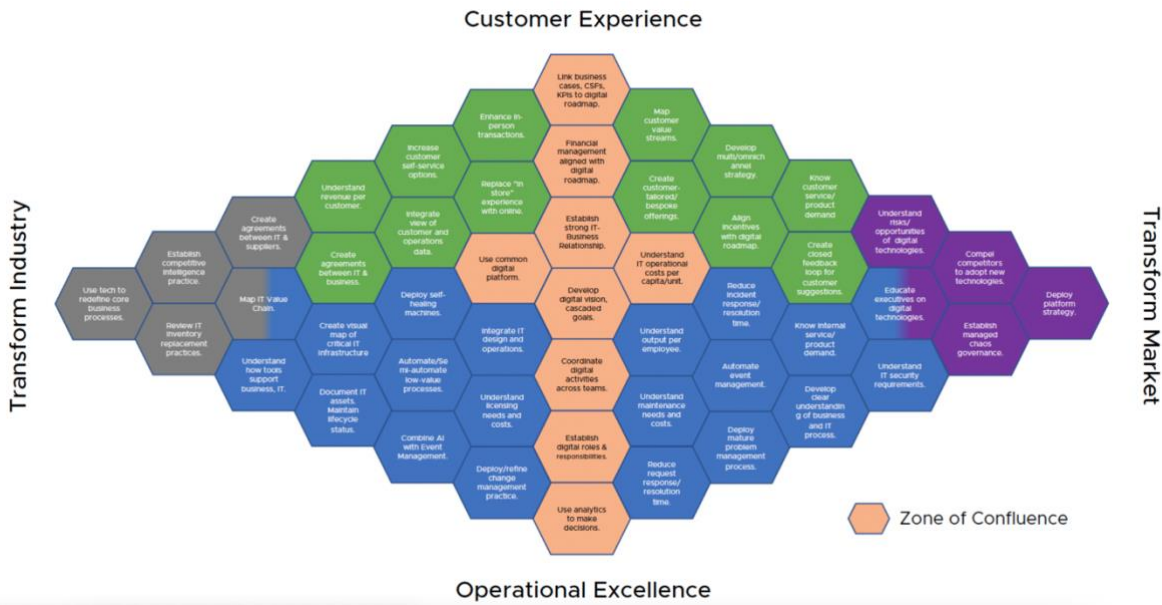 Customer Experience
Transform Industry
Transform Market
Link business
cases, CSFs,
KPIs to digital
roadmap.
Enhance in-
person
transactions.
Map
customer
value
streams.
Increase
customer
self-service
options.
Financial
management
aligned with
digital
roadmap.
Develop
multi/omnich
annel
strategy.
Understand
revenue per
customer.
Replace "in
store"
experience
with online.
Create
customer-
tailored/
bespoke
offerings.
Know
customer
service/
product
demand
Create
agreements
between IT &
suppliers.
Integrate
view of
customer and
operations
data.
Establish
strong IT-
Business
Relationship.
Align
incentives
with digital
roadmap.
Understand
risks/
opportunities
of digital
technologies.
Establish
competitive
intelligence
practice.
Create
agreements
between IT &
business.
Use common
digital
platform.
Understand
IT operational
costs per
capita/unit.
Create
closed
feedback
loop for
customer
suggestions.
Compel
competitors
to adopt new
technologies.
Use tech to
redefine core
business
processes.
Map IT Value
Chain.
Deploy self-
healing
machines.
Develop
digital vision,
cascaded
goals.
Reduce
incident
response/
resolution
time.
Educate
executives on
digital
technologies.
Deploy
platform
strategy.
Review IT
inventory
replacement
practices.
Create visual
map of
critical IT
infrastructure
Integrate IT
design and
operations.
Understand
output per
employee.
Know internal
service/
product
demand.
Establish
managed
chaos
governance.
Understand
how tools
support
business, IT.
Automate/Se
mi-automate
low-value
processes.
Coordinate
digital
activities
across teams.
Automate
event
management.
Understand
IT security
requirements.
Document IT
assets.
Maintain
lifecycle
status.
Understand
licensing
needs and
costs.
Understand
maintenance
needs and
costs.
Develop
clear
understandin
g of business
and IT
process.
Combine AI
with Event
Management.
Establish
digital roles &
responsibilities.
Deploy
mature
problem
management
process.
Deploy/refine
change
management
practice.
Reduce
request
response/
resolution
time.
Use analytics
to make
decisions.
Zone of Confluence
Operational Excellence